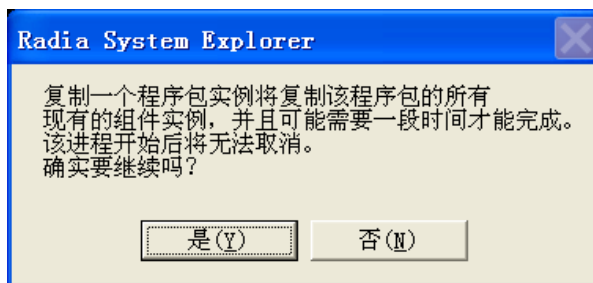 Radia System Explorer
复制一个程序包实例将复制该程序包的所有
现有的组件实例，并且可能需要一段时间才能完成。
该进程开始后将无法取消。
确实要继续吗？
是(Y) 否(N)